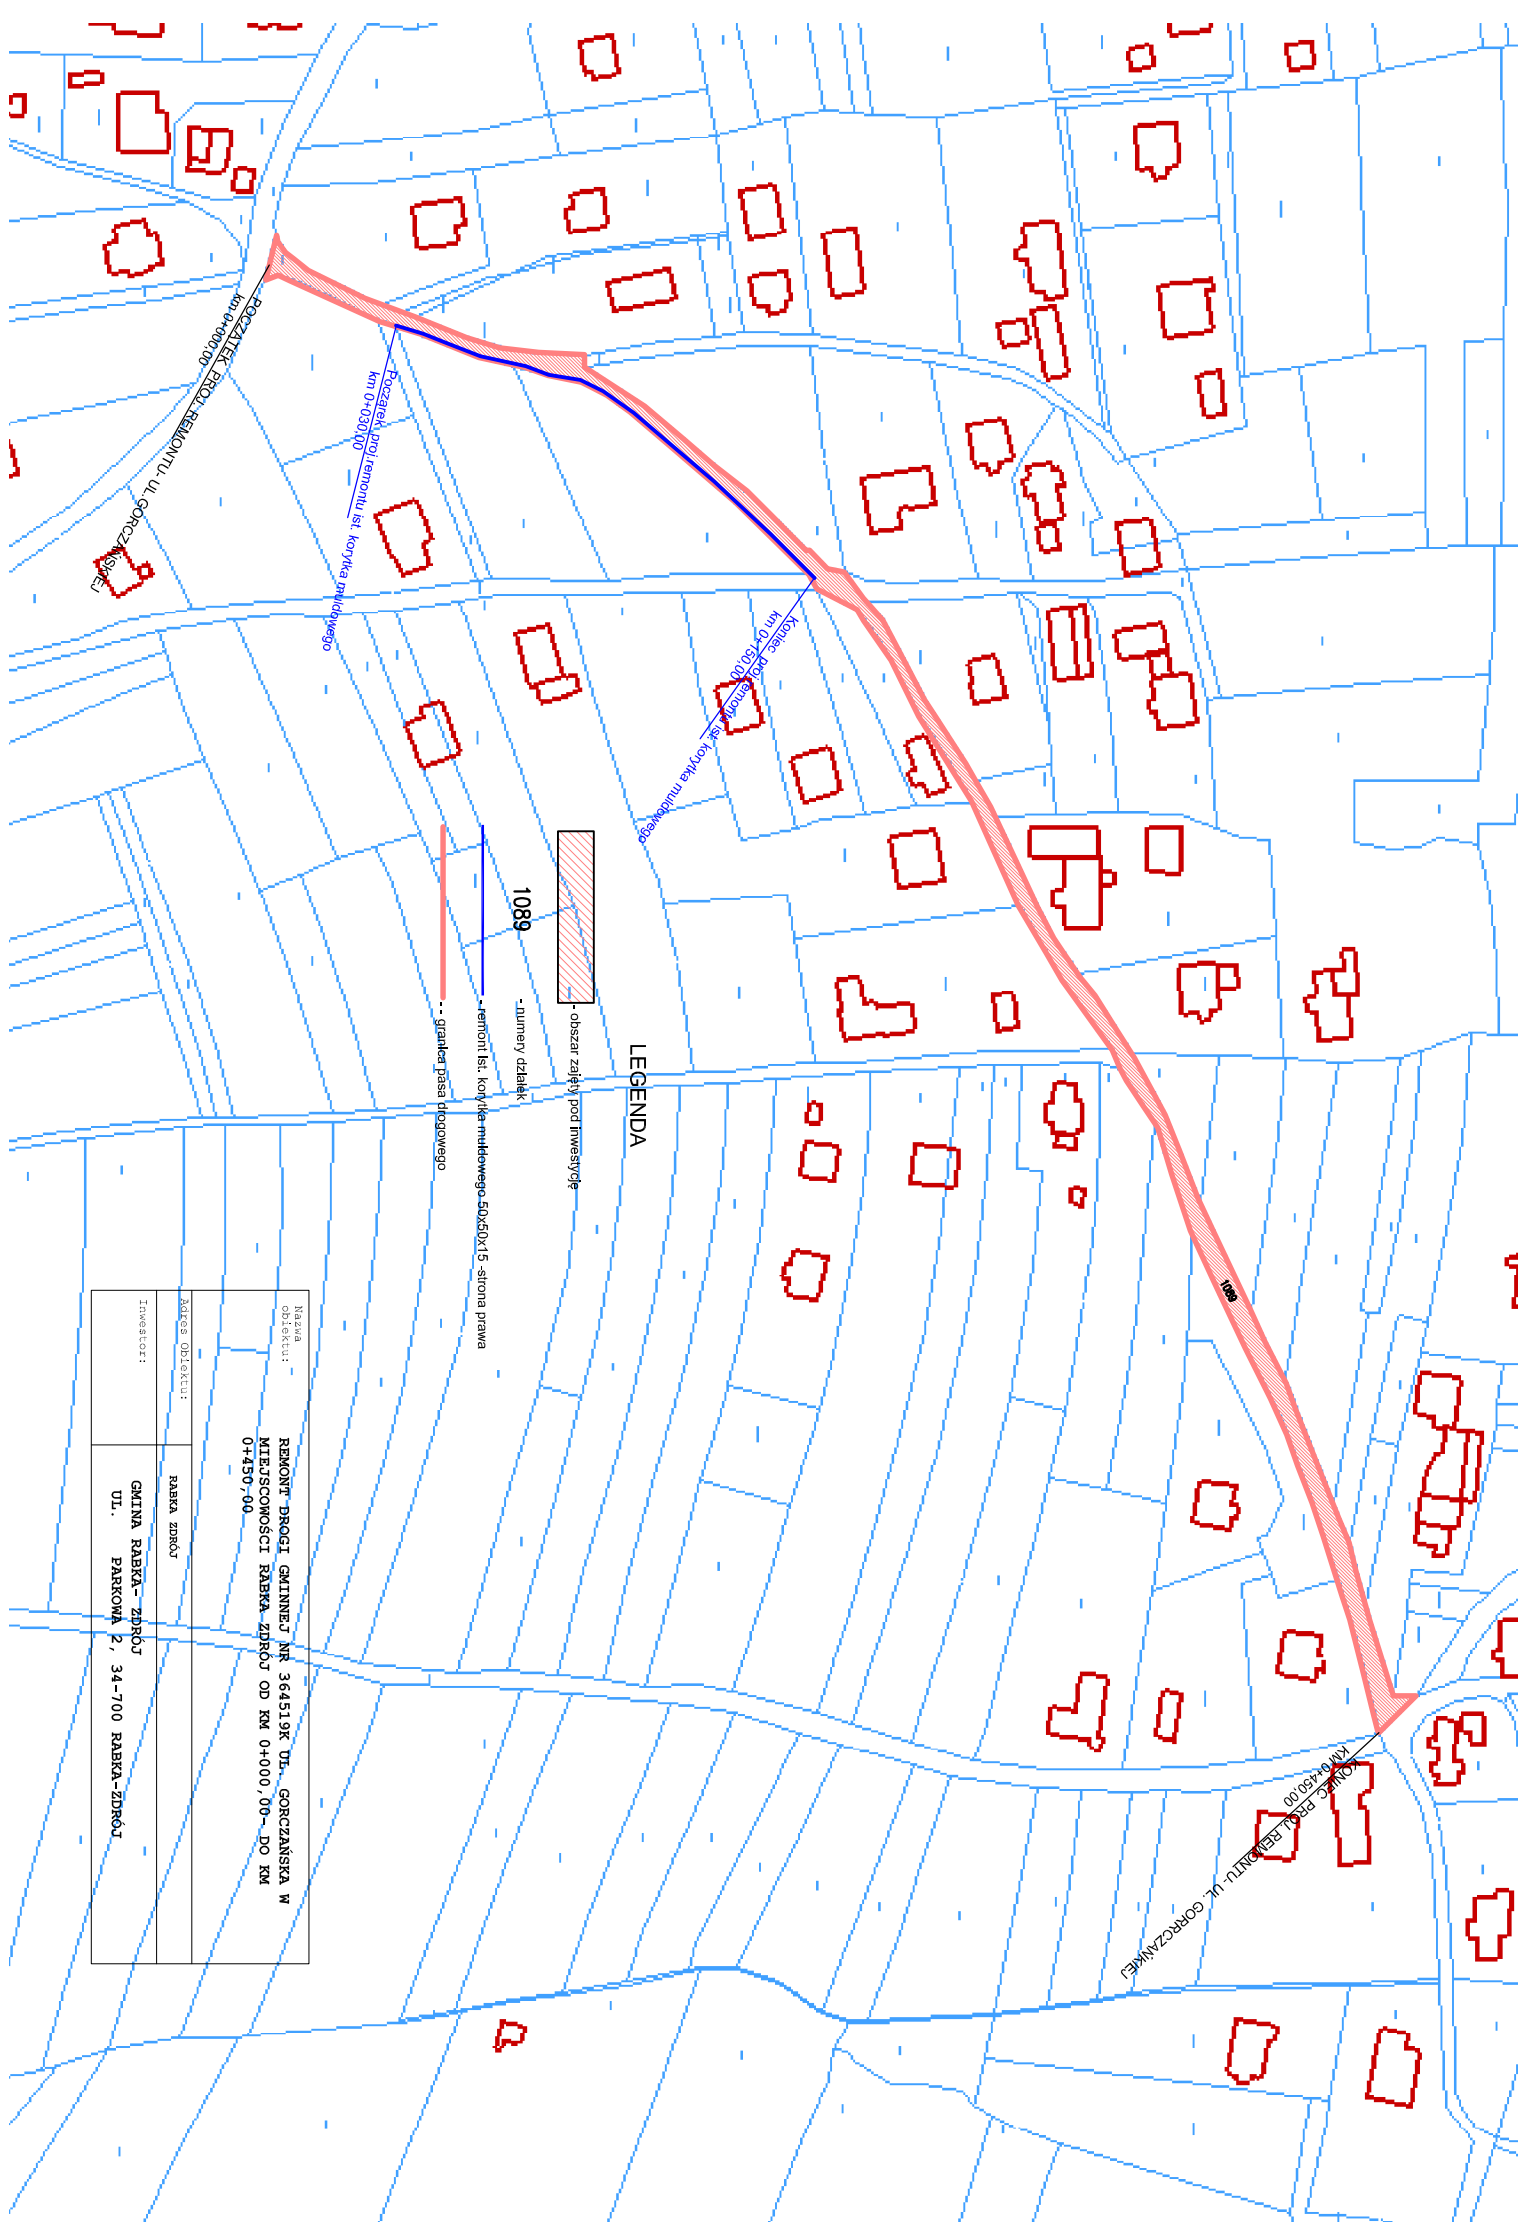 POCZĄTEK PROJ. REMONTU- UL.GORCZAŃSKIEJ
km 0+000,00
Poczarek proj.remontu ist. korytka muldowego
km 0+030,00
Koniec proj.remontu ist. korytka muldowego
km 0+150,00
1089
KONIEC PROJ. REMONTU- UL. GORRCZAŃKIEJ
KM 0+450,00
LEGENDA
- obszar zajęty pod inwestycję
1089 - numery działek
- remont ist. korytka muldowego 50x50x15 -strona prawa
- - granica pasa drogowego
Nazwa
obiektu:
REMONT DROGI GMINNEJ NR 364519K UL. GORCZAŃSKA W
MIEJSCOWOŚCI RABKA ZDRÓJ OD KM 0+000,00- DO KM
0+450,00
Adres Obiektu: RABKA ZDRÓJ
Inwestor:
GMINA RABKA- ZDRÓJ
UL. PARKOWA 2, 34-700 RABKA-ZDRÓJ